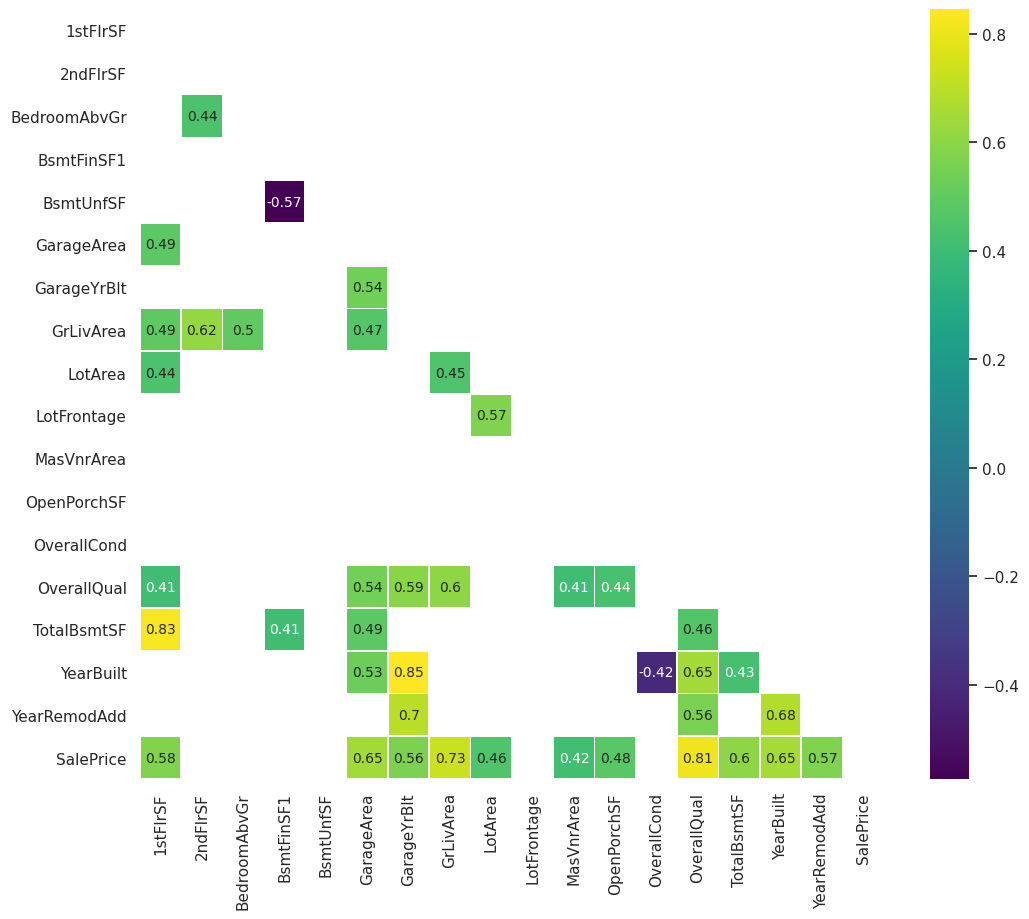 1stFlrSF
2ndFlrSF
BedroomAbvGr 0.44
BsmtFinSF1
BsmtUnfSF -0.57
GarageArea 0.49
GarageYrBlt 0.54
GrLivArea 0.49 0.62 0.5 0.47
LotArea 0.44 0.45
LotFrontage 0.57
MasVnrArea
OpenPorchSF
OverallCond
OverallQual 0.41 0.54 0.59 0.6 0.41 0.44
TotalBsmtSF 0.83 0.41 0.49 0.46
YearBuilt 0.53 0.85 -0.42 0.65 0.43
YearRemodAdd 0.7 0.56 0.68
SalePrice 0.58 0.65 0.56 0.73 0.46 0.42 0.48 0.81 0.6 0.65 0.57
1stFlrSF
2ndFlrSF
BedroomAbvGr
BsmtFinSF1
BsmtUnfSF
GarageArea
GarageYrBlt
GrLivArea
LotArea
LotFrontage
MasVnrArea
OpenPorchSF
OverallCond
OverallQual
TotalBsmtSF
YearBuilt
YearRemodAdd
SalePrice
0.8
0.6
0.4
0.2
0.0
−0.2
−0.4